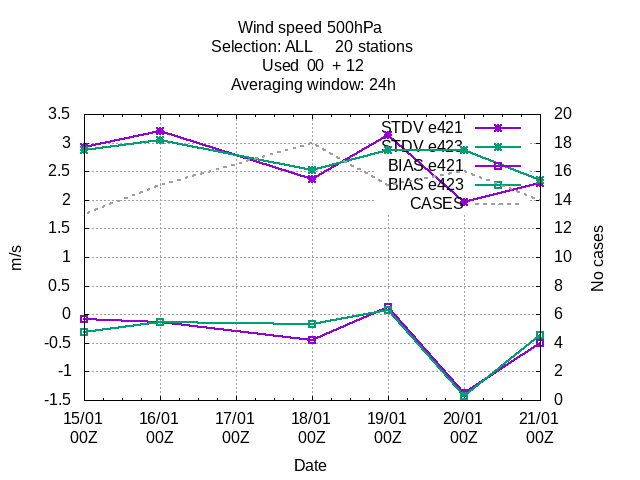 Wind speed 500hPa
Selection: ALL 20 stations
Used 00 + 12
Averaging window: 24h
3.5
3
2.5
2
1.5
1
0.5
0
-0.5
-1
-1.5
m/s
STDV e421
STDV e423
BIAS e421
BIAS e423
CASES
20
18
16
14
12
10
8
6
4
2
0
No cases
15/01 16/01 17/01 18/01 19/01 20/01 21/01
00Z 00Z 00Z 00Z 00Z 00Z 00Z
Date